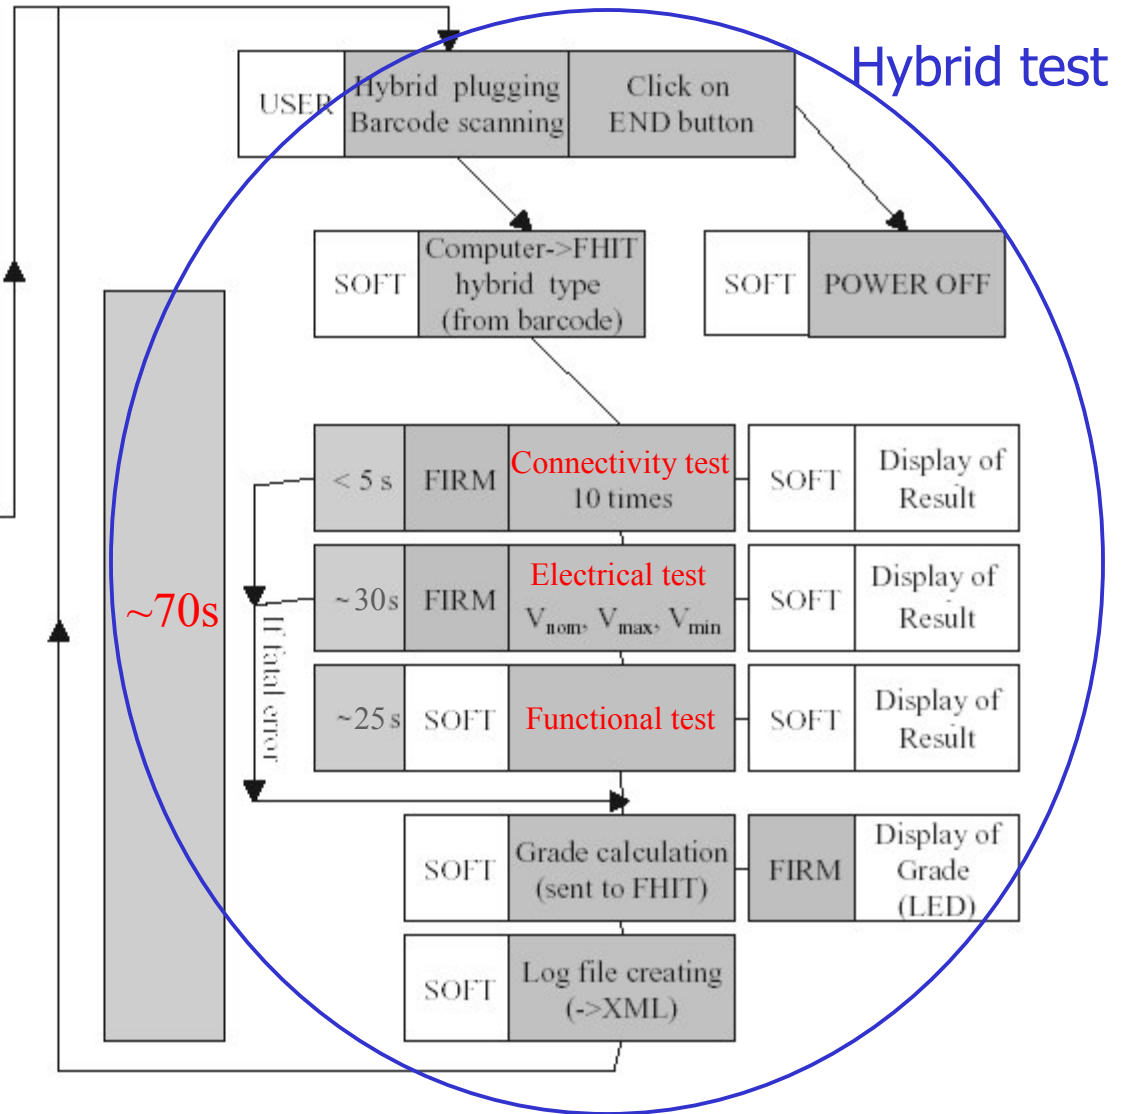 Hybrid test
USER
Hybrid plugging
Barcode scanning
Click on
END button
SOFT
Computer->FHIT
hybrid type
(from barcode)
SOFT
POWER OFF
~70s
< 5 s
FIRM
Connectivity test
10 times
SOFT
Display of
Result
~30s
FIRM
Electrical test
Vnom, Vmax, Vmin
SOFT
Display of
Result
If fatal error
~25s
SOFT
Functional test
SOFT
Display of
Result
SOFT
Grade calculation
(sent to FHIT)
FIRM
Display of
Grade
(LED)
SOFT
Log file creating
(->XML)